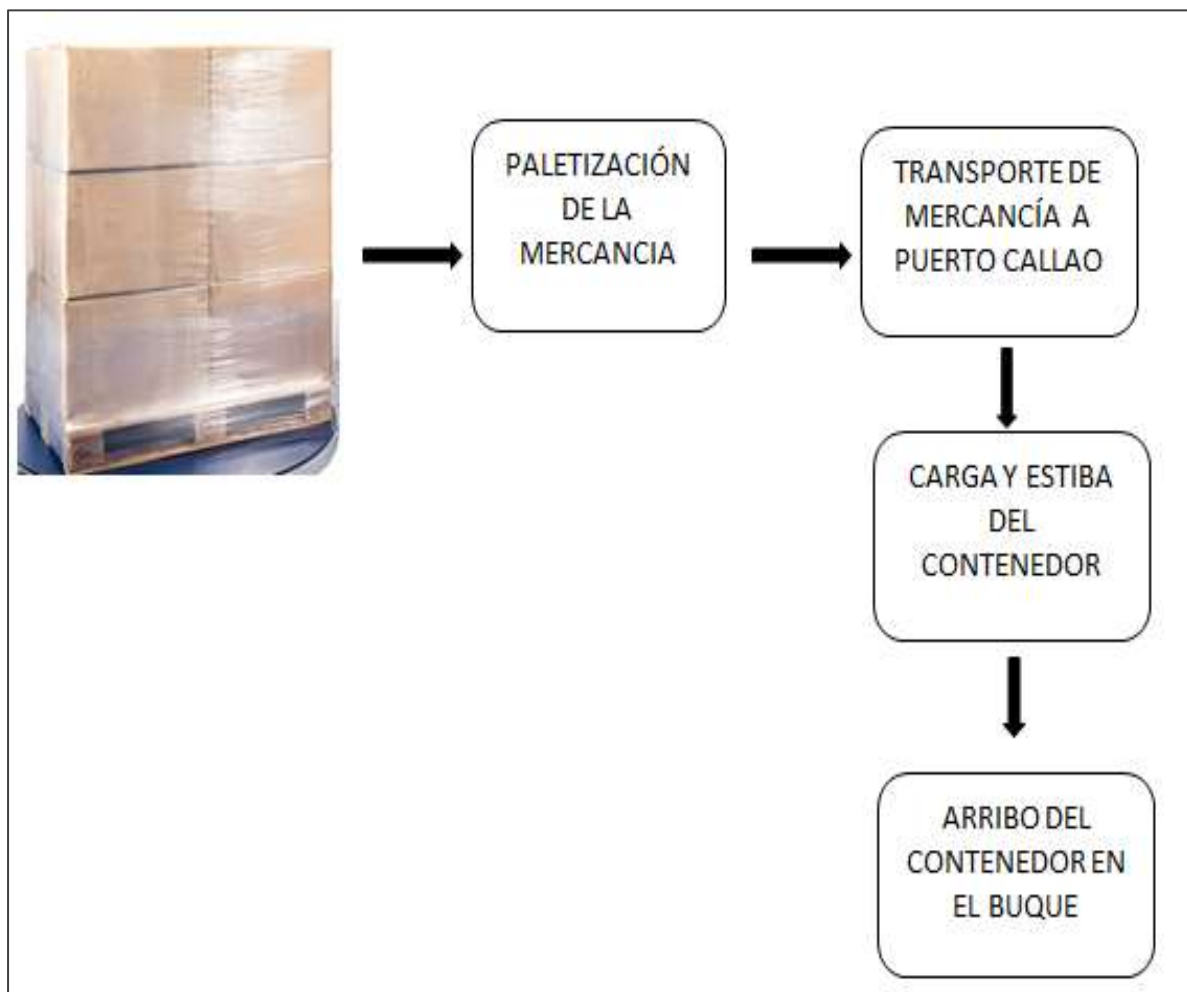 PALETIZACIÓN
DE LA
MERCANCIA
TRANSPORTE DE
MERCANCÍA A
PUERTO CALLAO
CARGA Y ESTIBA
DEL
CONTENEDOR
ARRIBO DEL
CONTENEDOR EN
EL BUQUE